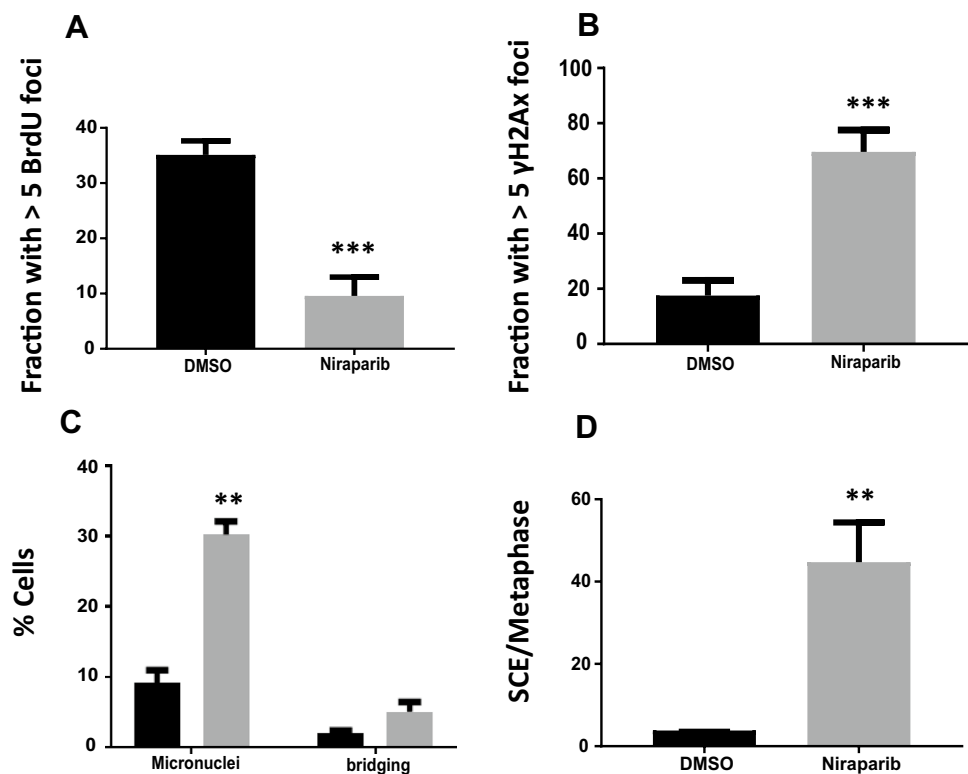 A
Fraction with > 5 BrdU foci
40
30
20
10
0
***
DMSO
Niraparib
B
Fraction with > 5 γH2Ax foci
100
80
60
40
20
0
***
DMSO
Niraparib
C
% Cells
40
30
20
10
0
**
Micronuclei
bridging
D
SCE/Metaphase
60
40
20
0
**
DMSO
Niraparib